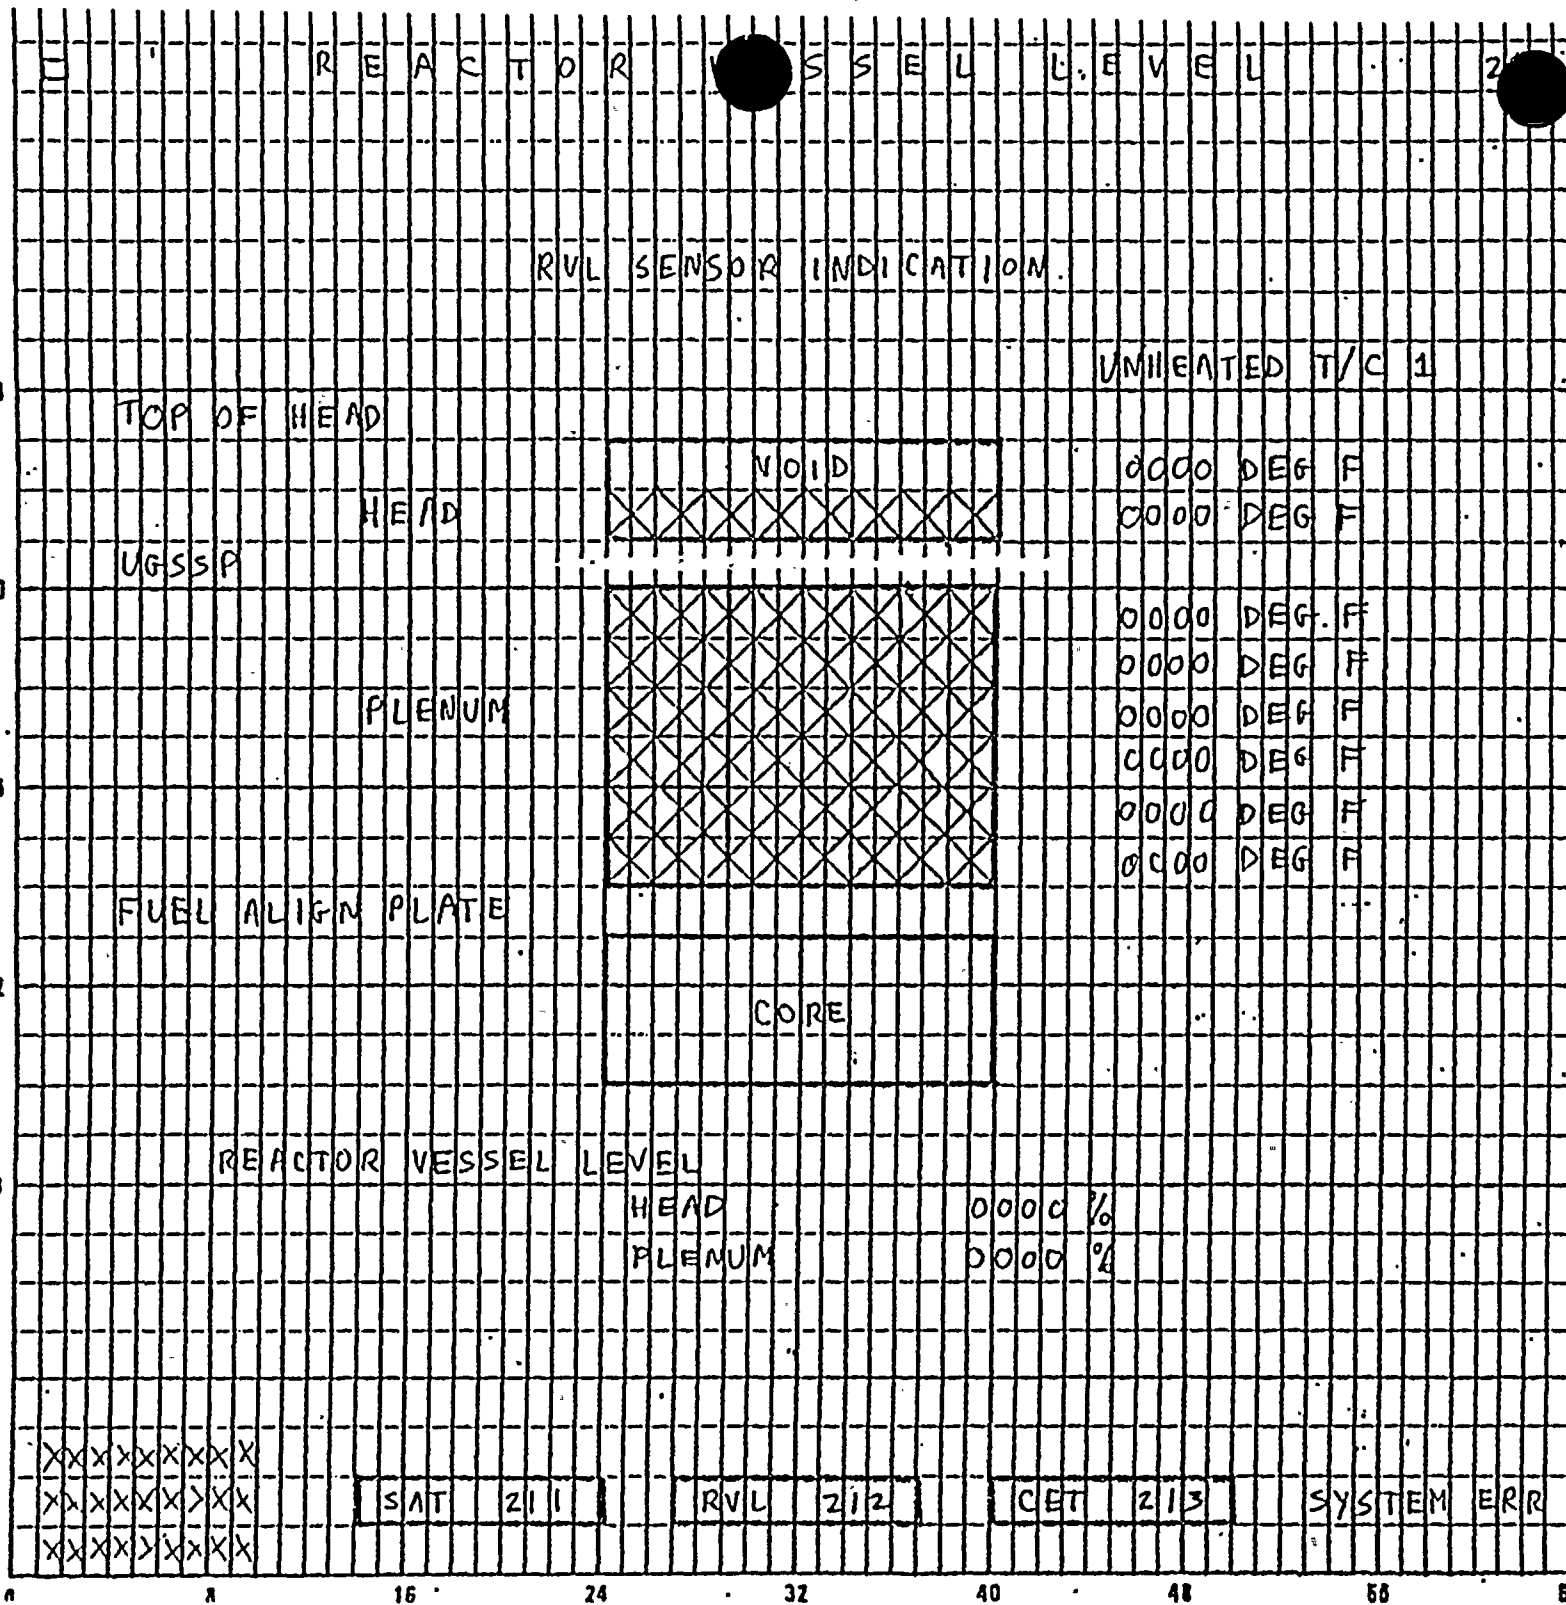 REACTOR SSEL LEVEL 2
RVL SENSOR INDICATION
UNHEATED T/C 1
TOP OF HEAD
VOID 0000 DEG F
HEAD 0000 DEG F
UGSSP
0000 DEG F
0000 DEG F
PLENUM 0000 DEG F
0000 DEG F
0000 DEG F
0000 DEG F
FUEL ALIGN PLATE
CORE
REACTOR VESSEL LEVEL
HEAD 0000 %
PLENUM 0000 %
XXXXXXXXX
XXXXXXXXX SAT 211 RVL 212 CET 213 SYSTEM ERR
XXXXXXXXX
16 24 32 40 48